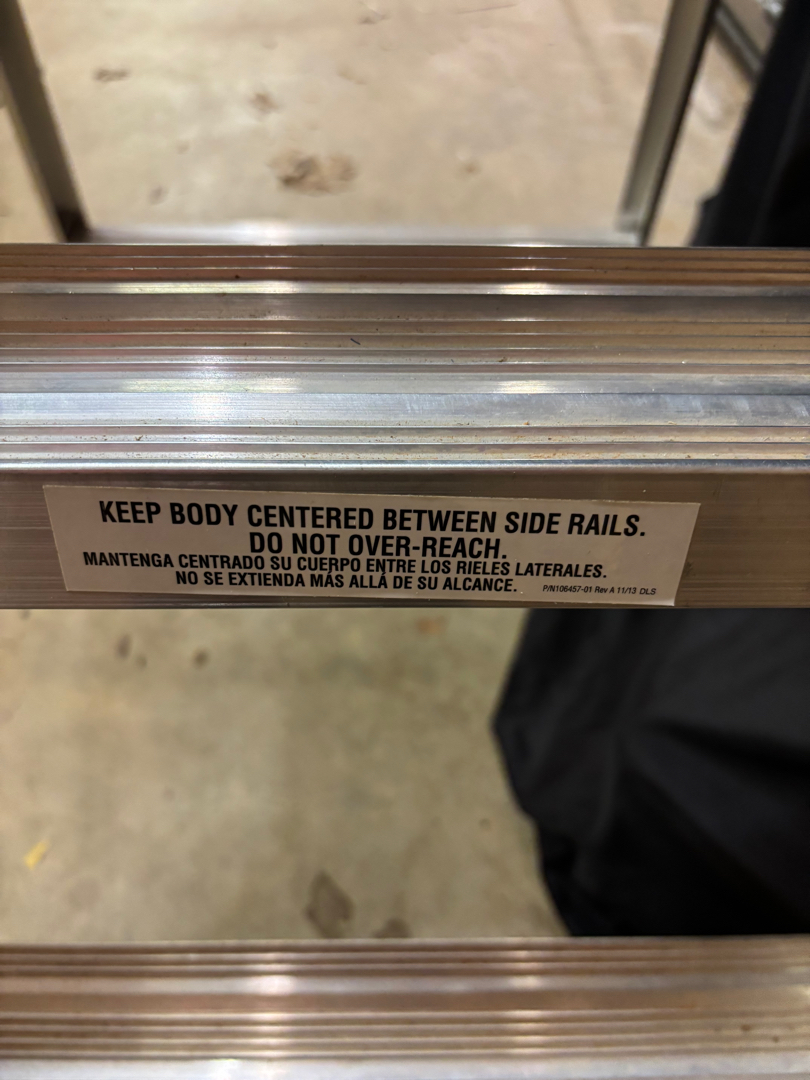 KEEP BODY CENTERED BETWEEN SIDE RAILS.
DO NOT OVER-REACH.
MANTENGA CENTRADO SU CUERPO ENTRE LOS RIELES LATERALES.
NO SE EXTIENDA MÁS ALLÁ DE SU ALCANCE. P/N106457-01 Rev A 11/13 DLS